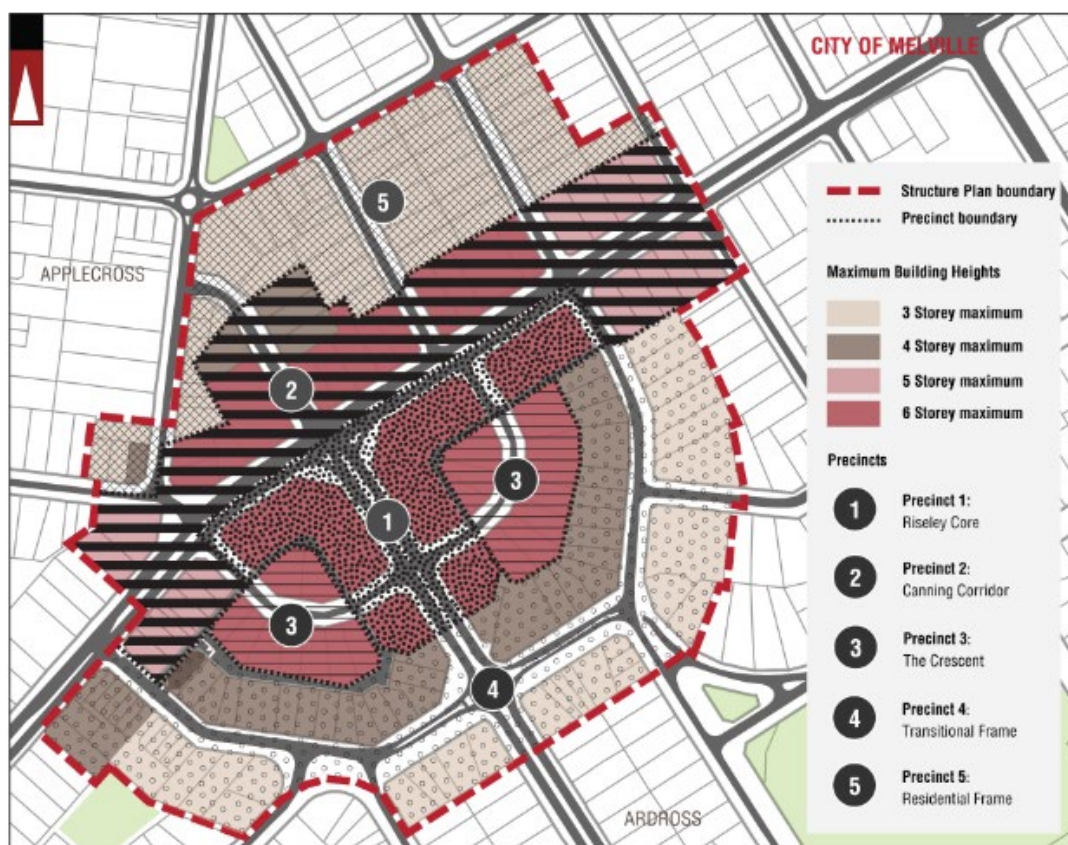 CITY OF MELVILLE
5
APPLECROSS
2
3
1
3
4
ARDROSS
Structure Plan boundary
Precinct boundary
Maximum Building Heights
3 Storey maximum
4 Storey maximum
5 Storey maximum
6 Storey maximum
Precincts
1
Precinct 1:
Riseley Core
2
Precinct 2:
Canning Corridor
3
Precinct 3:
The Crescent
4
Precinct 4:
Transitional Frame
5
Precinct 5:
Residential Frame